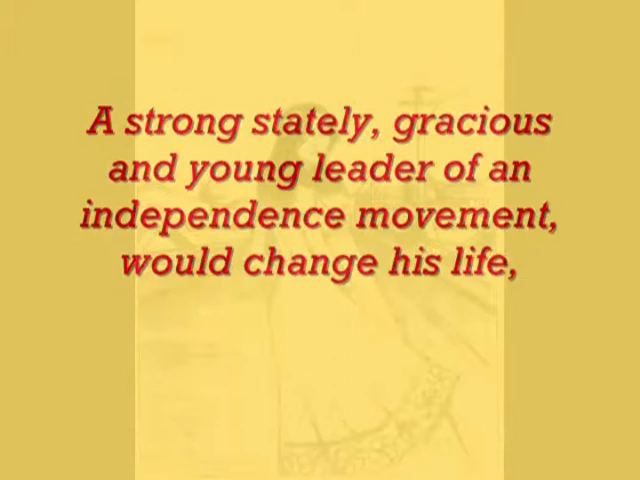 A strong stately, gracious
and young leader of an
independence movement,
would change his life,